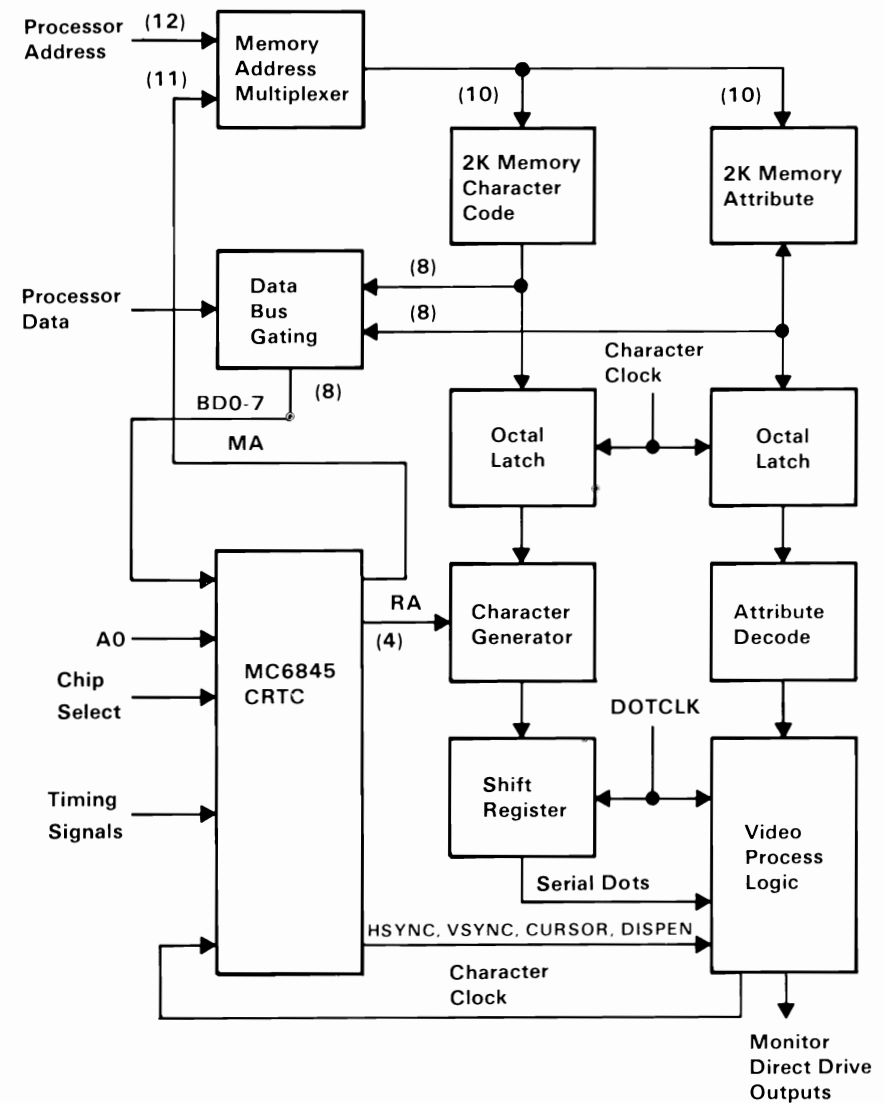 Processor
Address
(12)
(11)
Memory
Address
Multiplexer
(10)
(10)
2K Memory
Character
Code
2K Memory
Attribute
Processor
Data
Data
Bus
Gating
(8)
(8)
(8)
BD0-7
MA
Character
Clock
Octal
Latch
Octal
Latch
A0
Chip
Select
Timing
Signals
MC6845
CRTC
RA
(4)
Character
Generator
Attribute
Decode
DOTCLK
Shift
Register
Video
Process
Logic
Serial Dots
HSYNC, VSYNC, CURSOR, DISPEN
Character
Clock
Monitor
Direct Drive
Outputs